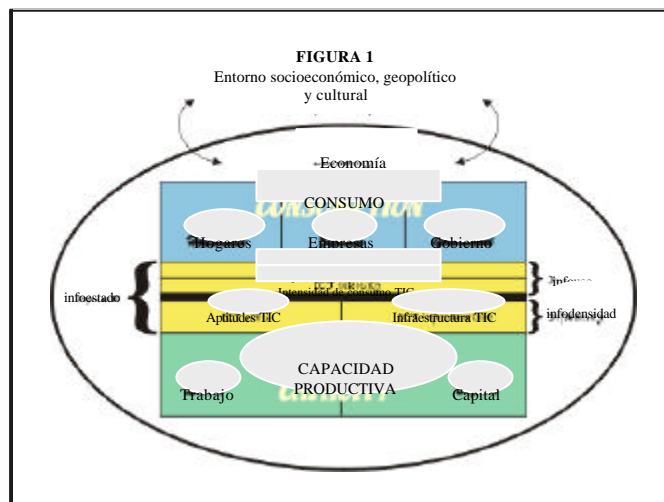 FIGURA 1
Entorno socioeconómico, geopolítico
y cultural
Economía
CONSUMO
Hogares Empresas Gobierno
Intensidad de consumo TIC
infoestado
Aptitudes TIC Infraestructura TIC
infodensidad
CAPACIDAD
PRODUCTIVA
Trabajo Capital